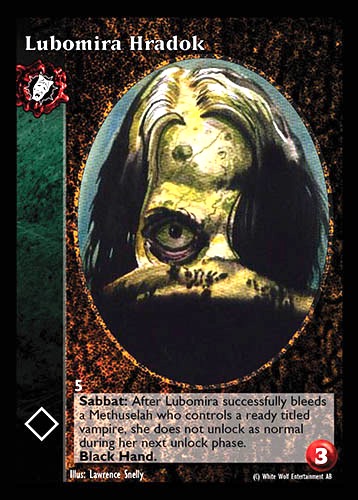 Lubomira Hradok
5
Sabbat: After Lubomira successfully bleeds
a Methuselah who controls a ready titled
vampire, she does not unlock as normal
during her next unlock phase.
Black Hand.
3
Illus: Lawrence Snelly
(C) White Wolf Entertainment AB